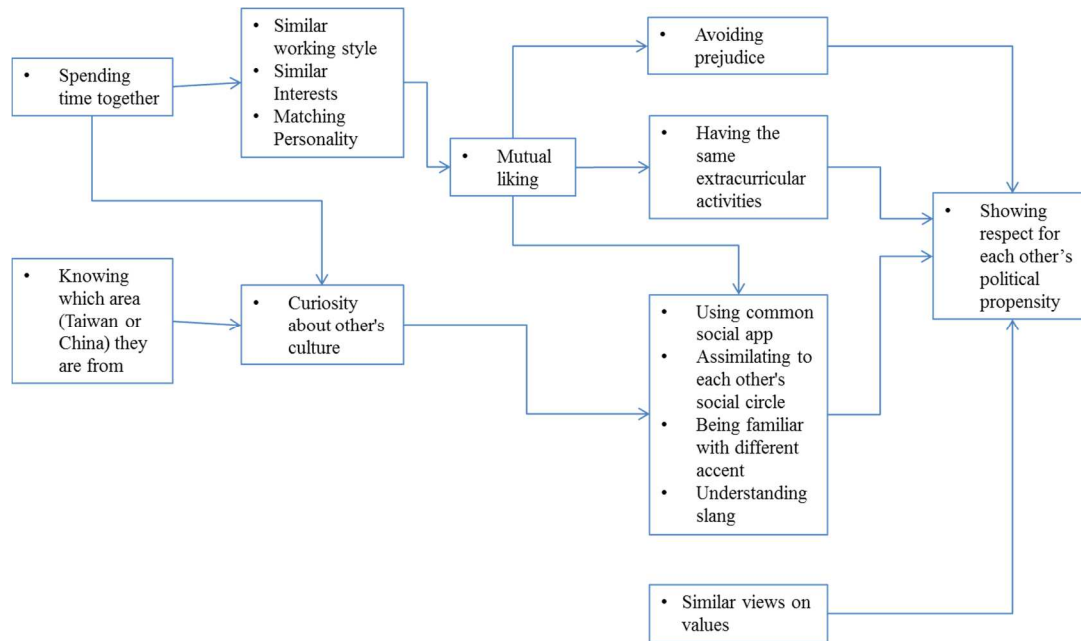 • Spending
time together
• Similar
working style
• Similar
Interests
• Matching
Personality
• Mutual
liking
• Avoiding
prejudice
• Having the
same
extracurricular
activities
• Showing
respect for
each other’s
political
propensity
• Knowing
which area
(Taiwan or
China) they
are from
• Curiosity
about other's
culture
• Using common
social app
• Assimilating to
each other's
social circle
• Being familiar
with different
accent
• Understanding
slang
• Similar views on
values